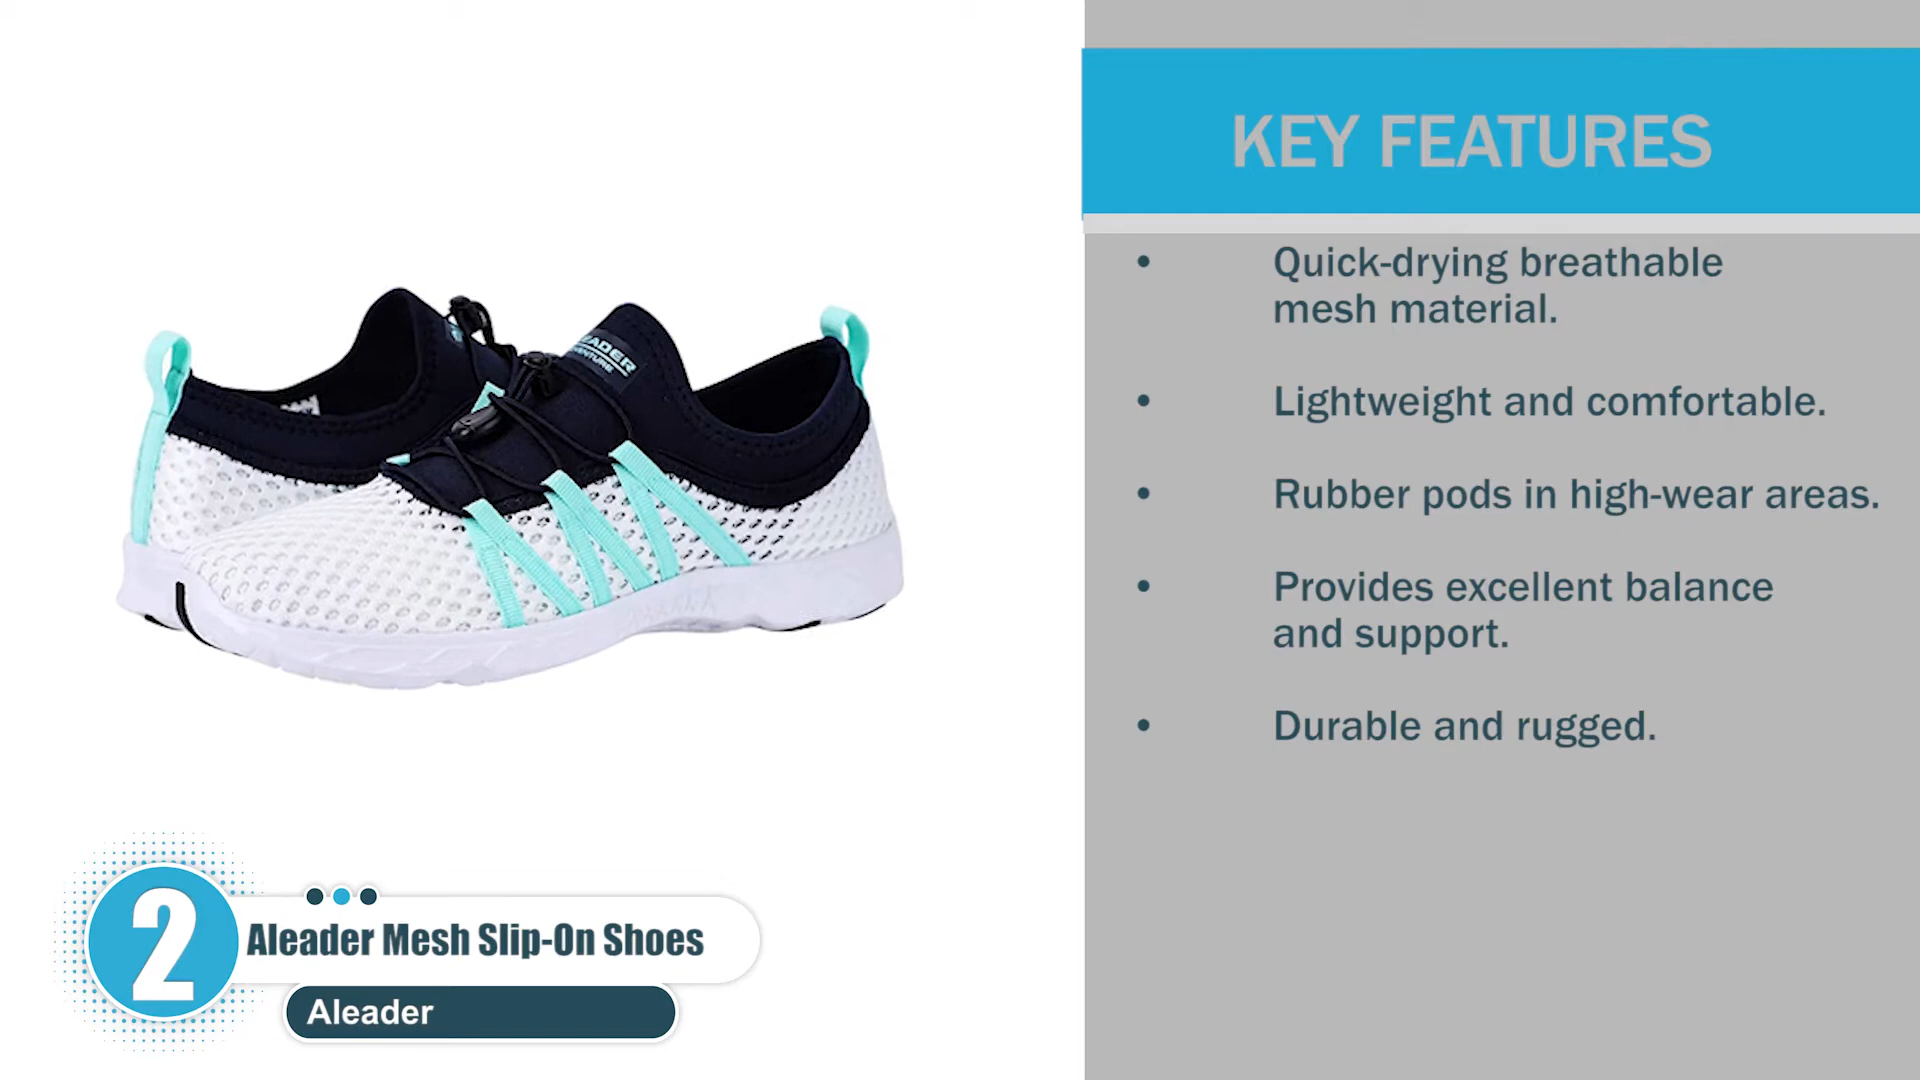 KEY FEATURES
• Quick-drying breathable
mesh material.
• Lightweight and comfortable.
• Rubber pods in high-wear areas.
• Provides excellent balance
and support.
• Durable and rugged.
2
Aleader Mesh Slip-On Shoes
Aleader